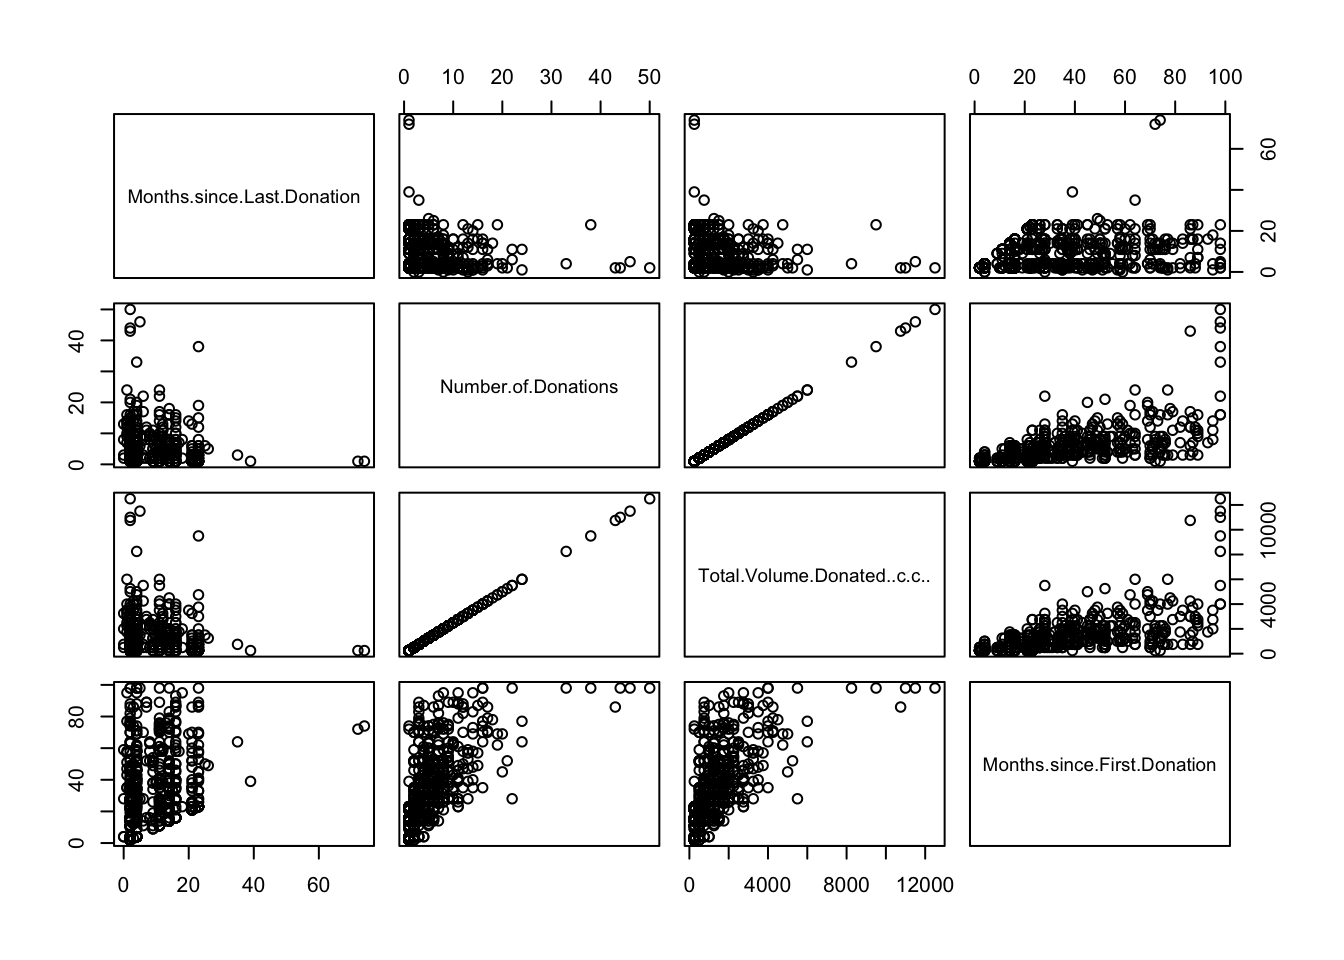 0 10 20 30 40 50
0 20 40 60 80 100
Months.since.Last.Donation
0 20 60
0 20 40
Number.of.Donations
Total.Volume.Donated..c.c..
0 4000 10000
0 40 80
Months.since.First.Donation
0 20 40 60
0 4000 8000 12000